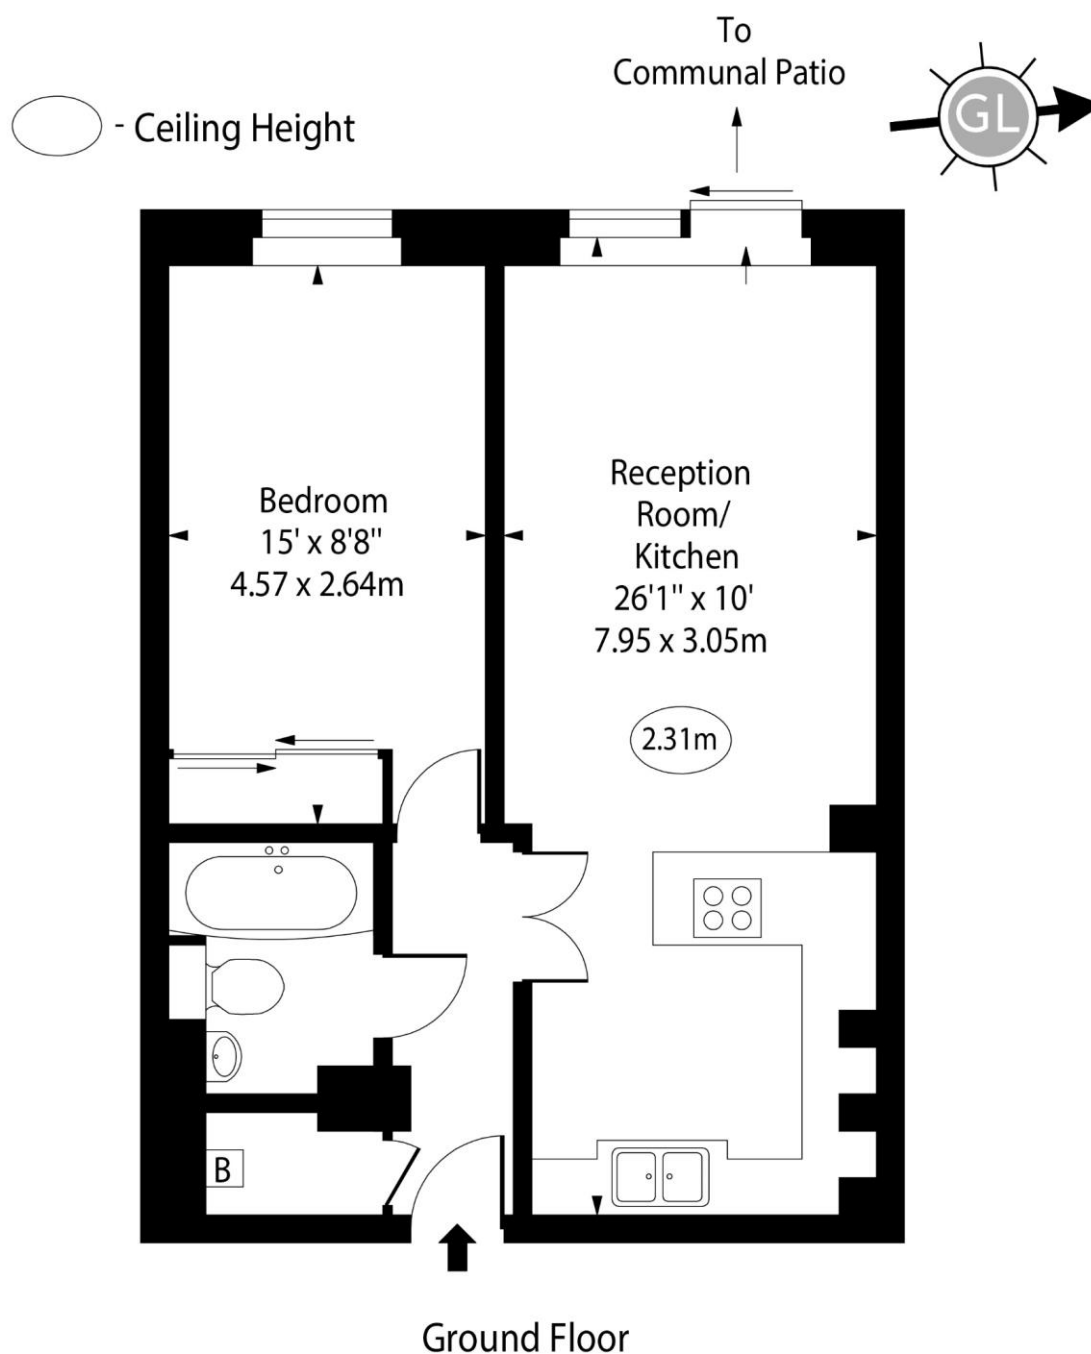 To
Communal Patio
- Ceiling Height
GL
Bedroom
15' x 8'8"
4.57 x 2.64m
Reception
Room/
Kitchen
26'1" x 10'
7.95 x 3.05m
2.31m
B
Ground Floor